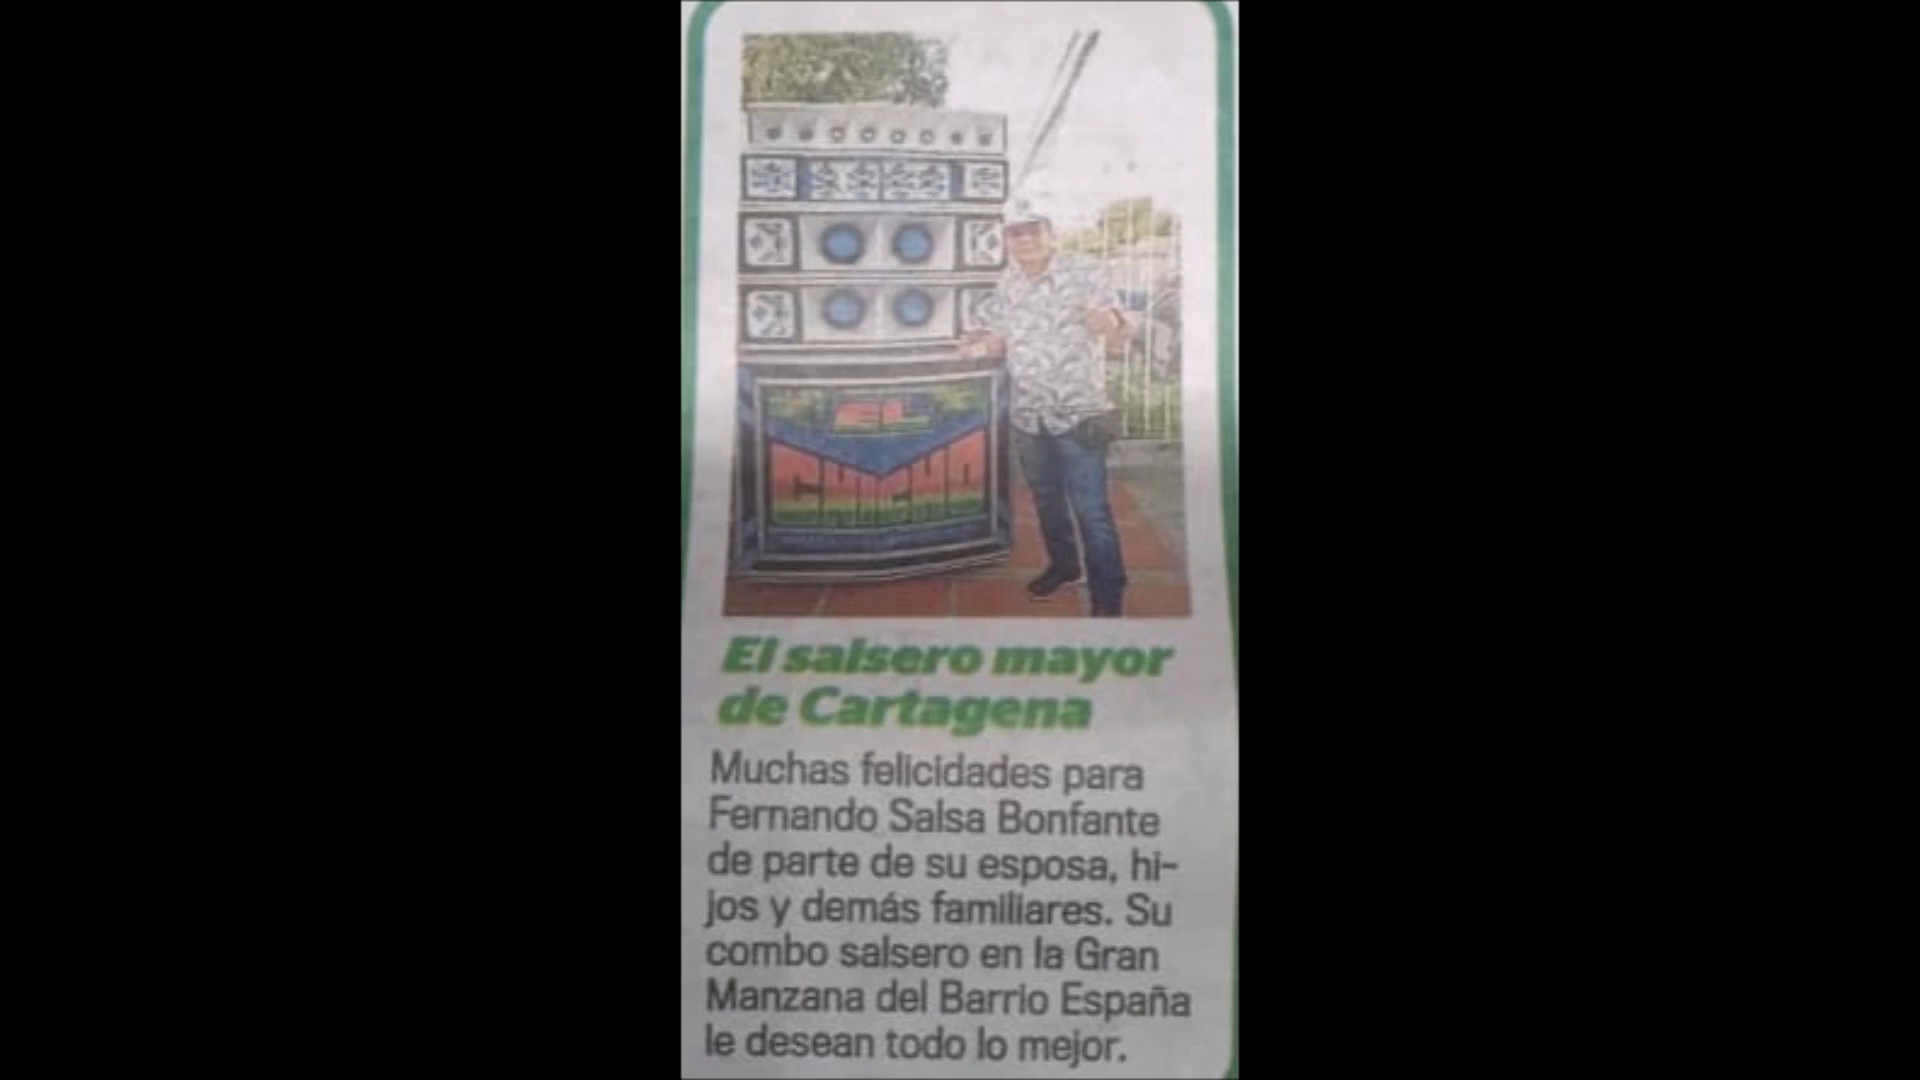 EL
El salsero mayor
de Cartagena
Muchas felicidades para
Fernando Salsa Bonfante
de parte de su esposa, hi-
jos y demás familiares. Su
combo salsero en la Gran
Manzana del Barrio España
le desean todo lo mejor.